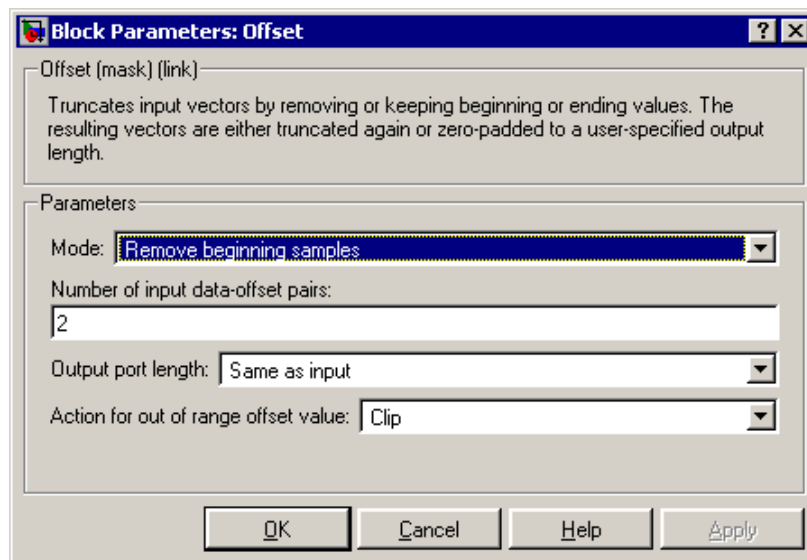 Block Parameters: Offset
Offset (mask) (link)
Truncates input vectors by removing or keeping beginning or ending values. The
resulting vectors are either truncated again or zero-padded to a user-specified output
length.
Parameters
Mode: Remove beginning samples
Number of input data-offset pairs:
2
Output port length: Same as input
Action for out of range offset value: Clip
OK Cancel Help Apply